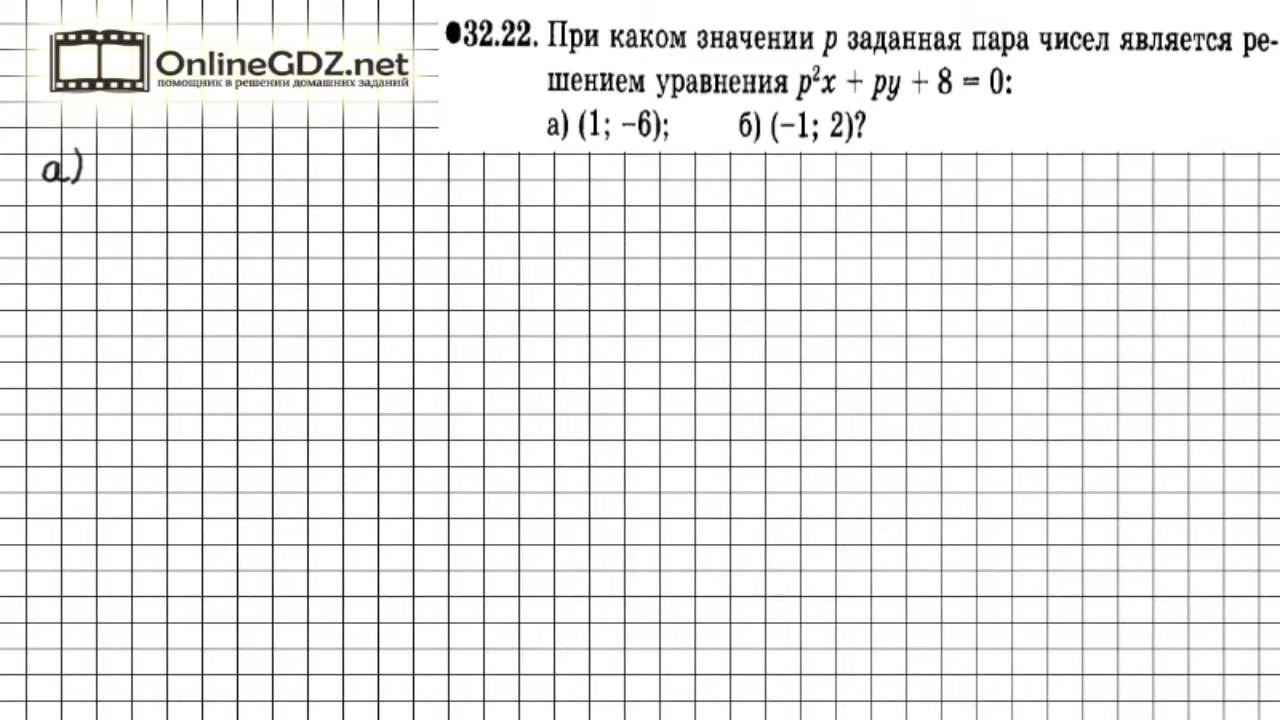 OnlineGDZ.net
помощник в решении домашних заданий
●32.22. При каком значении p заданная пара чисел является ре-
шением уравнения p²x + py + 8 = 0:
а) (1; −6); б) (−1; 2)?
а)